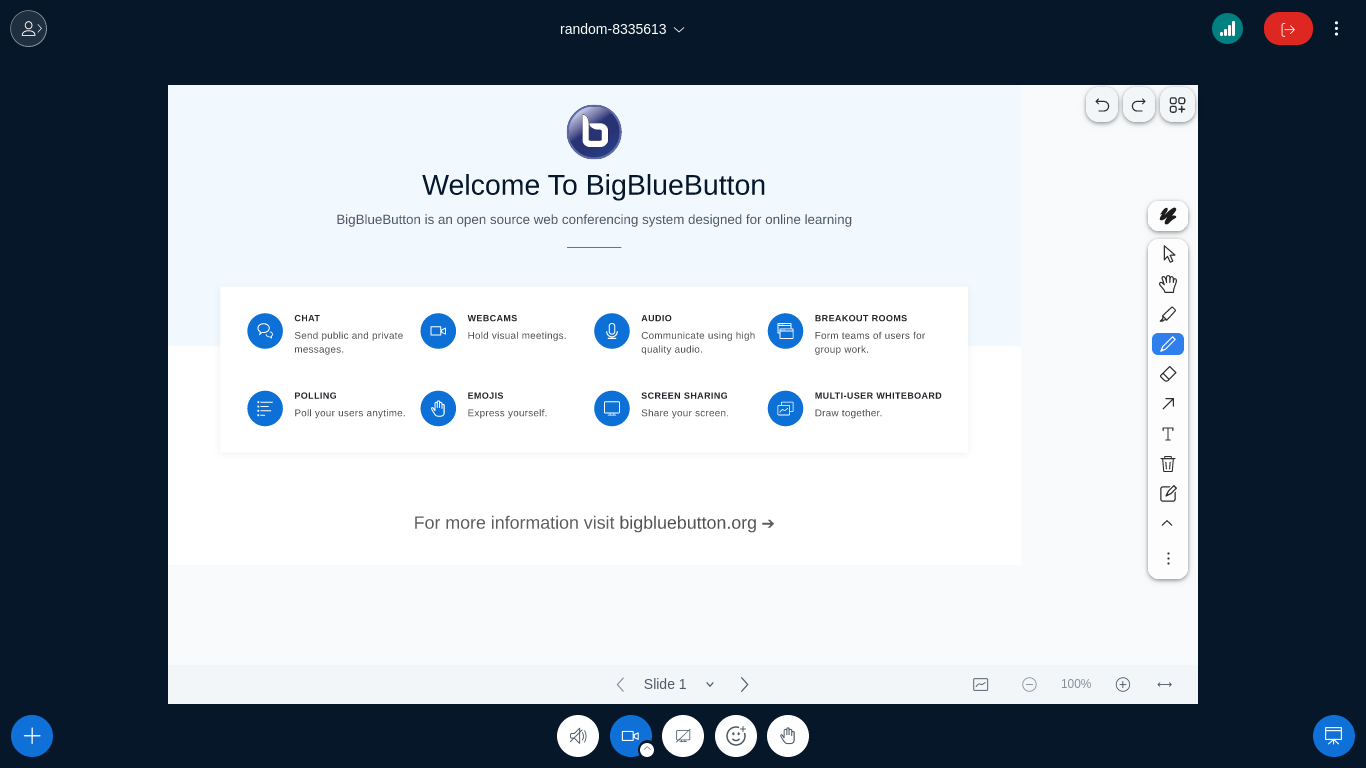 random-8335613
Welcome To BigBlueButton
BigBlueButton is an open source web conferencing system designed for online learning
CHAT
Send public and private
messages.
WEBCAMS
Hold visual meetings.
AUDIO
Communicate using high
quality audio.
BREAKOUT ROOMS
Form teams of users for
group work.
POLLING
Poll your users anytime.
EMOJIS
Express yourself.
SCREEN SHARING
Share your screen.
MULTI-USER WHITEBOARD
Draw together.
For more information visit bigbluebutton.org ➔
Slide 1
100%